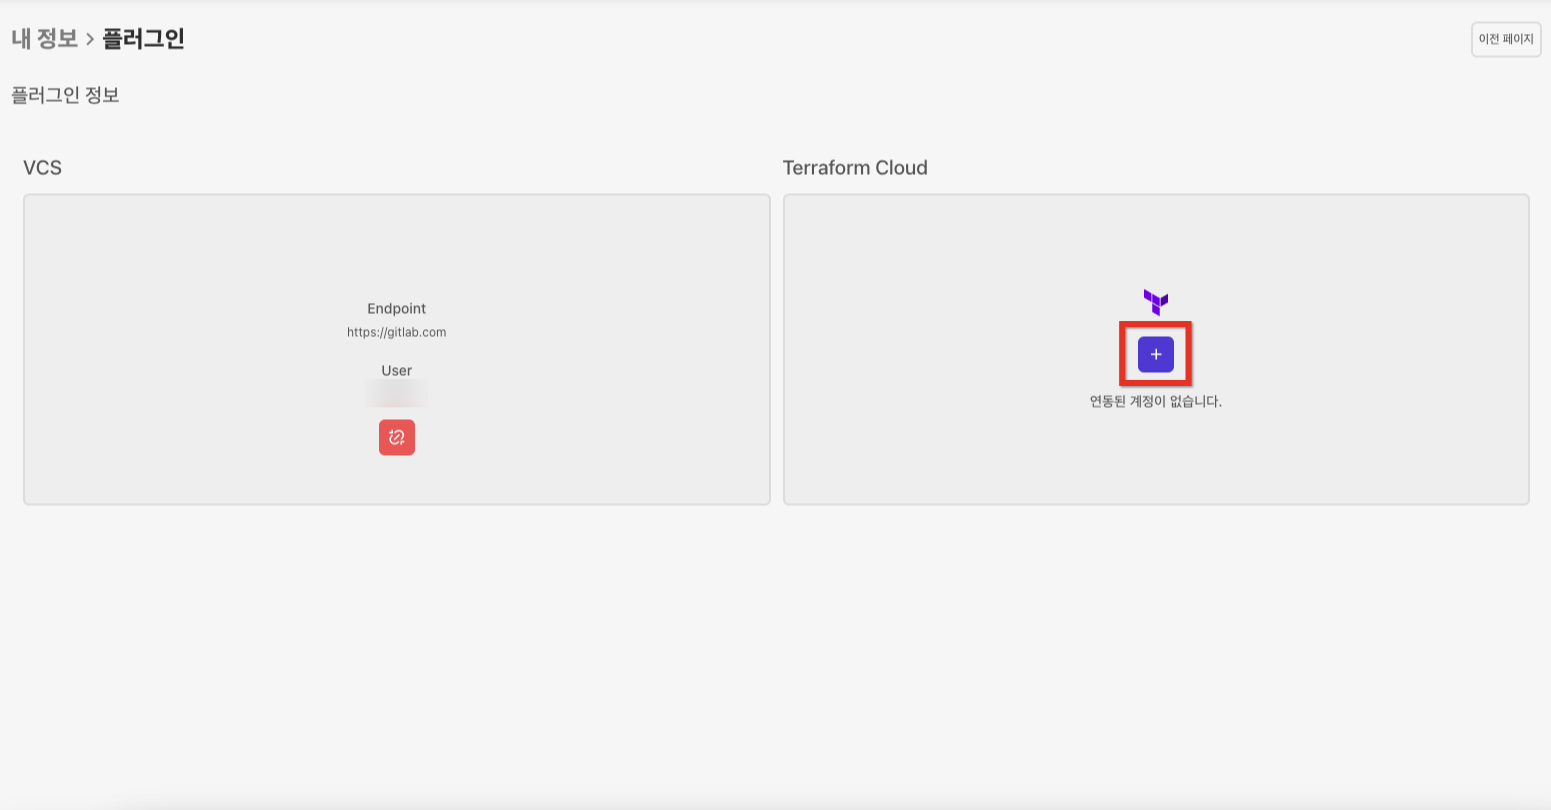 내 정보 > 플러그인
이전 페이지
플러그인 정보
VCS
Terraform Cloud
Endpoint
https://gitlab.com
User
+
연동된 계정이 없습니다.